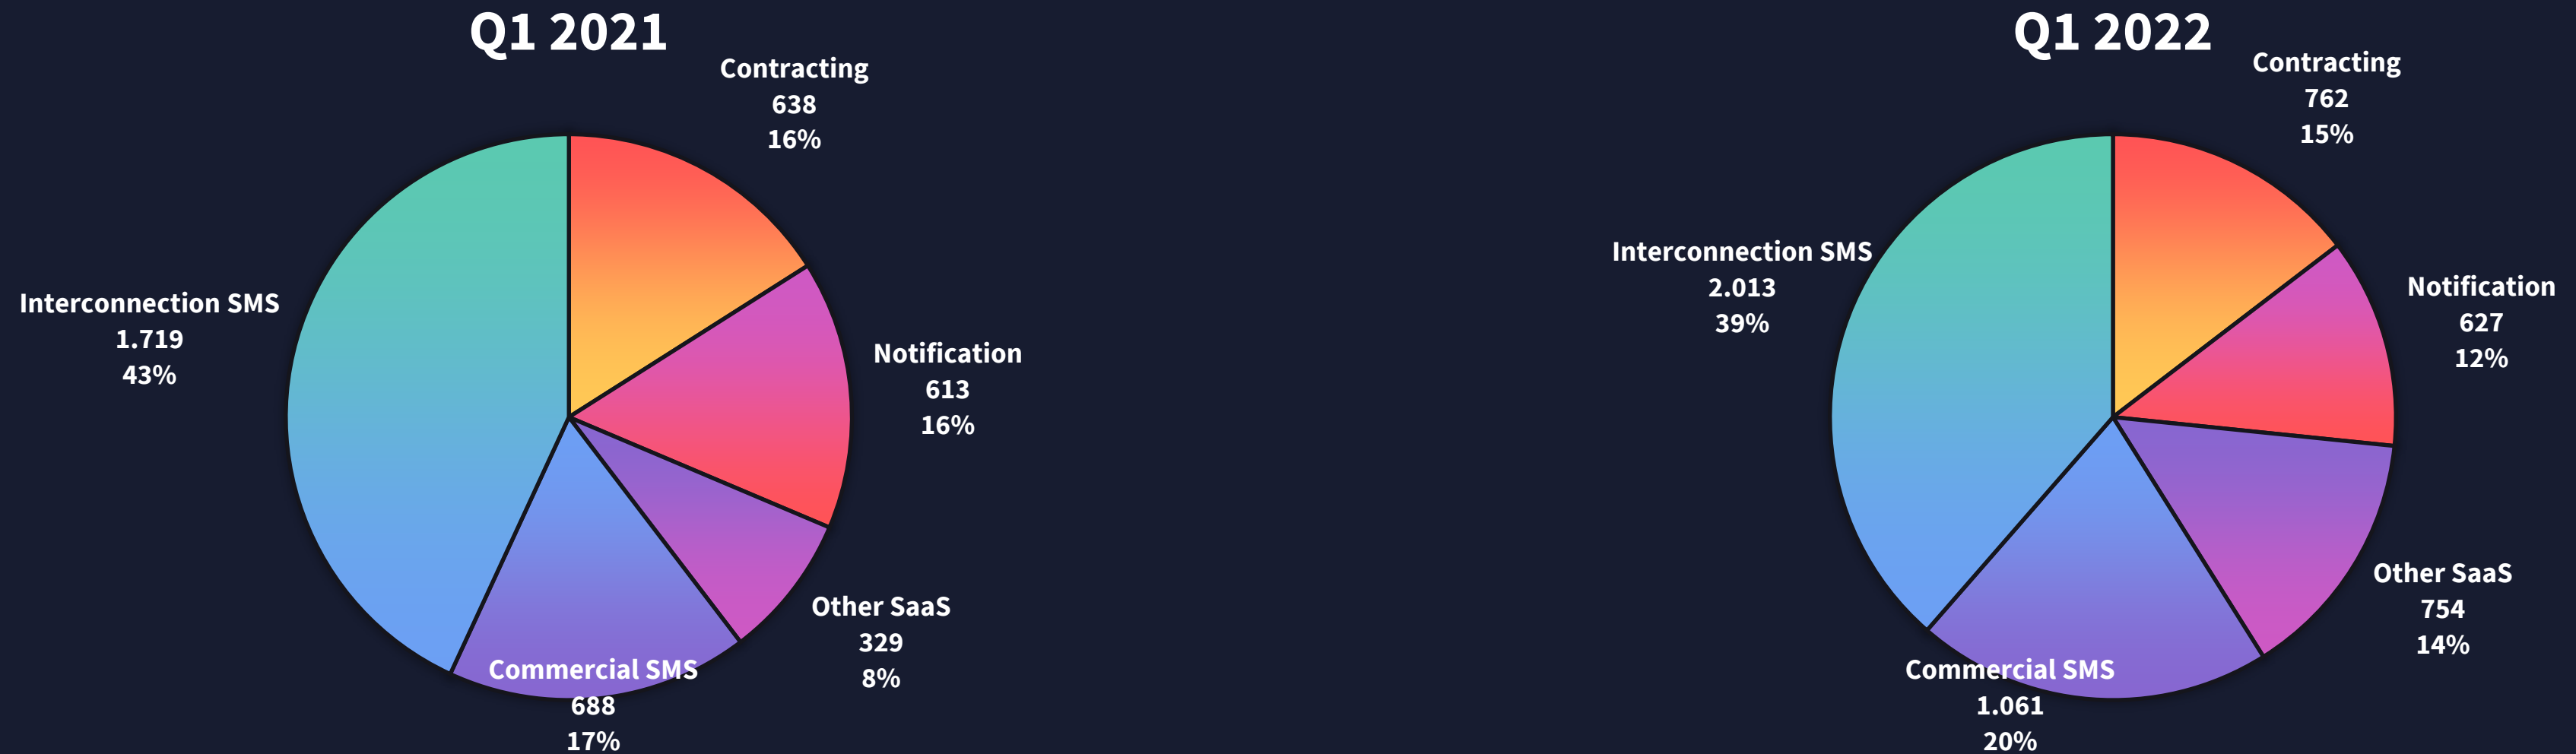 Q1 2021
Contracting
638
16%
Notification
613
16%
Other SaaS
329
8%
Commercial SMS
688
17%
Interconnection SMS
1.719
43%
Q1 2022
Contracting
762
15%
Notification
627
12%
Other SaaS
754
14%
Commercial SMS
1.061
20%
Interconnection SMS
2.013
39%